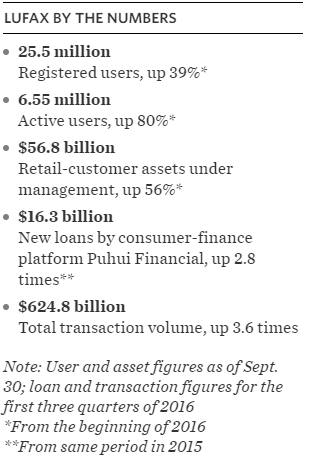 LUFAX BY THE NUMBERS
• 25.5 million
Registered users, up 39%*
• 6.55 million
Active users, up 80%*
• $56.8 billion
Retail-customer assets under
management, up 56%*
• $16.3 billion
New loans by consumer-finance
platform Puhui Financial, up 2.8
times**
• $624.8 billion
Total transaction volume, up 3.6 times
Note: User and asset figures as of Sept.
30; loan and transaction figures for the
first three quarters of 2016
*From the beginning of 2016
**From same period in 2015